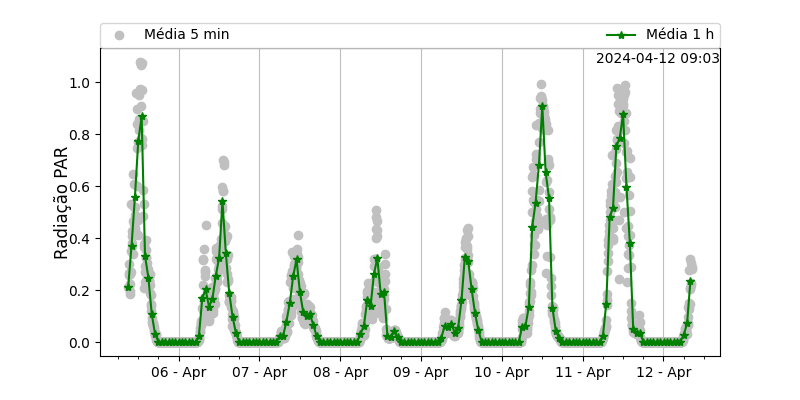 Média 5 min
Média 1 h
2024-04-12 09:03
Radiação PAR
1.0
0.8
0.6
0.4
0.2
0.0
06 - Apr
07 - Apr
08 - Apr
09 - Apr
10 - Apr
11 - Apr
12 - Apr